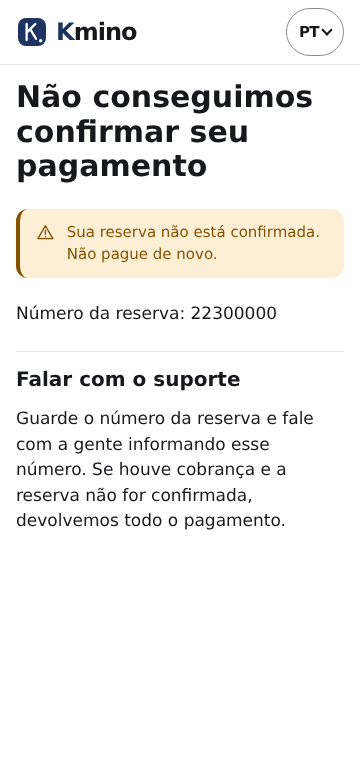 K. Kmino
PT
Não conseguimos
confirmar seu
pagamento
Sua reserva não está confirmada.
Não pague de novo.
Número da reserva: 22300000
Falar com o suporte
Guarde o número da reserva e fale
com a gente informando esse
número. Se houve cobrança e a
reserva não for confirmada,
devolvemos todo o pagamento.